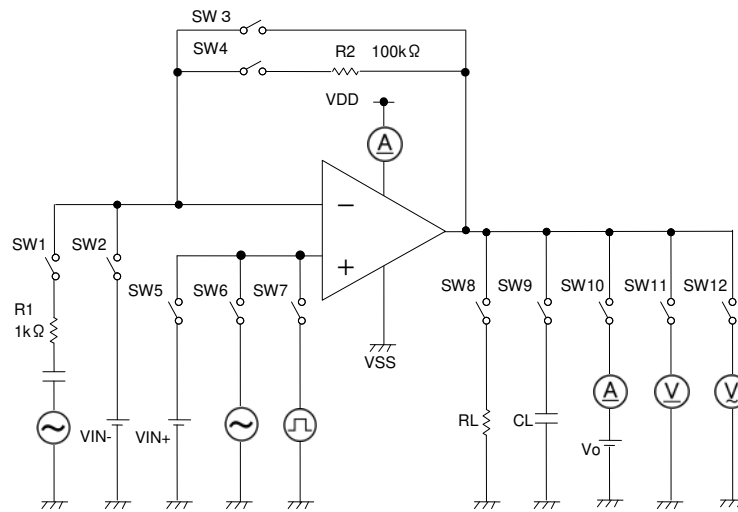 SW 3
SW4
R2 100kΩ
VDD
A
−
+
SW1
SW2
SW5
SW6
SW7
SW8
SW9
SW10
SW11
SW12
R1
1kΩ
VSS
VIN-
VIN+
RL
CL
A
V
V
Vo